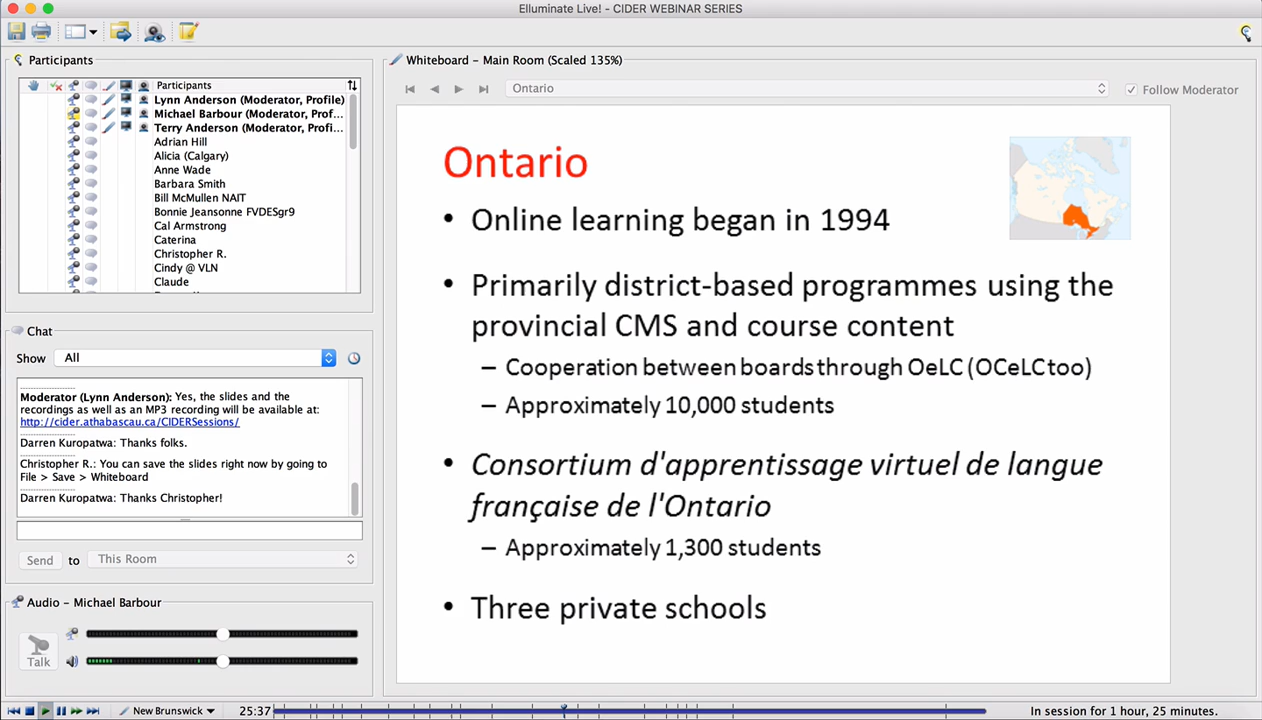 Elluminate Live! - CIDER WEBINAR SERIES
Participants
Participants
Lynn Anderson (Moderator, Profile)
Michael Barbour (Moderator, Prof...
Terry Anderson (Moderator, Profi...
Adrian Hill
Alicia (Calgary)
Anne Wade
Barbara Smith
Bill McMullen NAIT
Bonnie Jeansonne FVDESgr9
Cal Armstrong
Caterina
Christopher R.
Cindy @ VLN
Claude
Chat
Show All
Moderator (Lynn Anderson): Yes, the slides and the
recordings as well as an MP3 recording will be available at:
http://cider.athabascau.ca/CIDERSessions/
Darren Kuropatwa: Thanks folks.
Christopher R.: You can save the slides right now by going to
File > Save > Whiteboard
Darren Kuropatwa: Thanks Christopher!
Send to This Room
Audio – Michael Barbour
Talk
Whiteboard – Main Room (Scaled 135%)
Ontario
Follow Moderator
Ontario
• Online learning began in 1994
• Primarily district-based programmes using the
provincial CMS and course content
– Cooperation between boards through OeLC (OCeLC too)
– Approximately 10,000 students
• Consortium d'apprentissage virtuel de langue
française de l'Ontario
– Approximately 1,300 students
• Three private schools
New Brunswick
25:37
In session for 1 hour, 25 minutes.